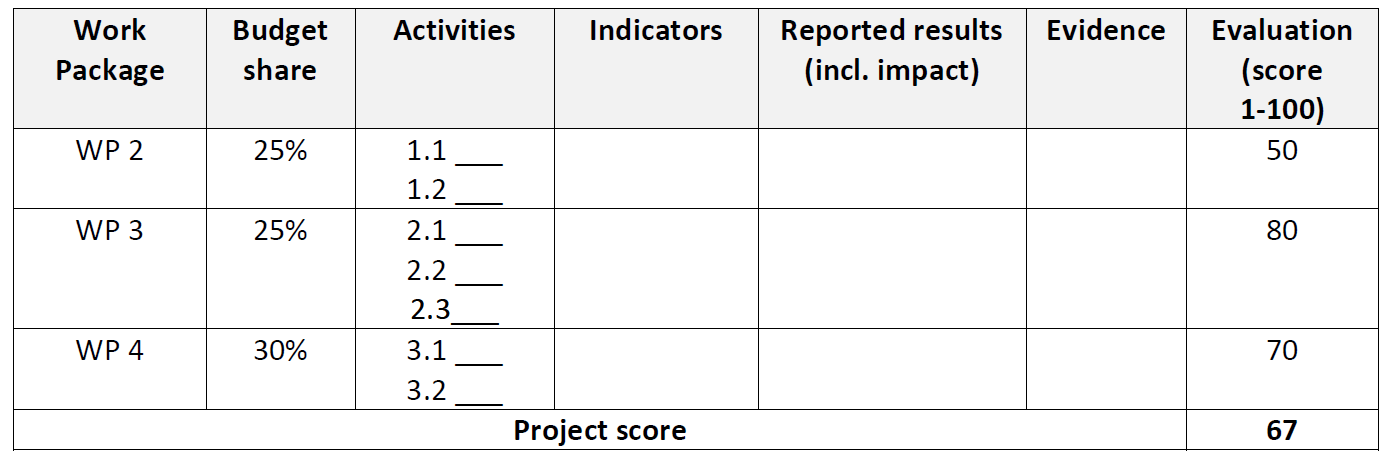 Work Package Budget share Activities Indicators Reported results (incl. impact) Evidence Evaluation (score 1-100)
WP 2 25% 1.1 ___ 50
1.2 ___
WP 3 25% 2.1 ___ 80
2.2 ___
2.3___
WP 4 30% 3.1 ___ 70
3.2 ___
Project score 67